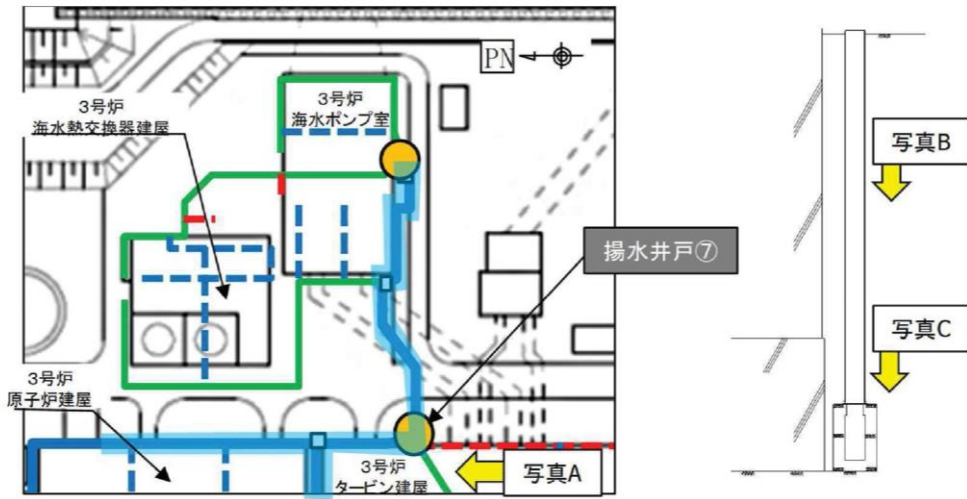 3号炉
海水熱交換器建屋
3号炉
海水ポンプ室
PN
写真B
揚水井戸⑦
写真C
3号炉
原子炉建屋
3号炉
タービン建屋
写真A